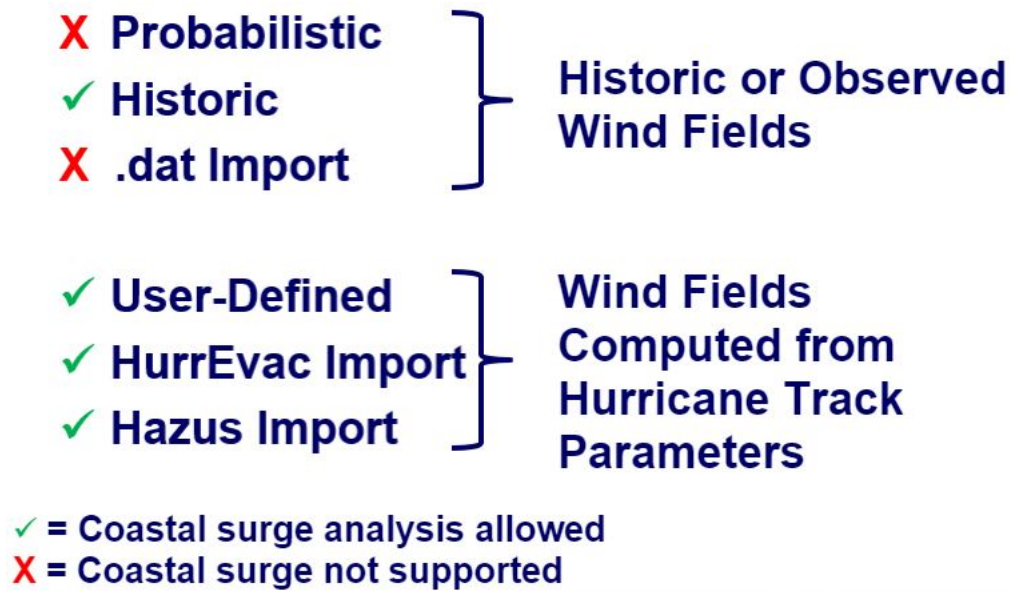 X Probabilistic
✓ Historic
X .dat Import
Historic or Observed
Wind Fields
✓ User-Defined
✓ HurrEvac Import
✓ Hazus Import
Wind Fields
Computed from
Hurricane Track
Parameters
✓ = Coastal surge analysis allowed
X = Coastal surge not supported